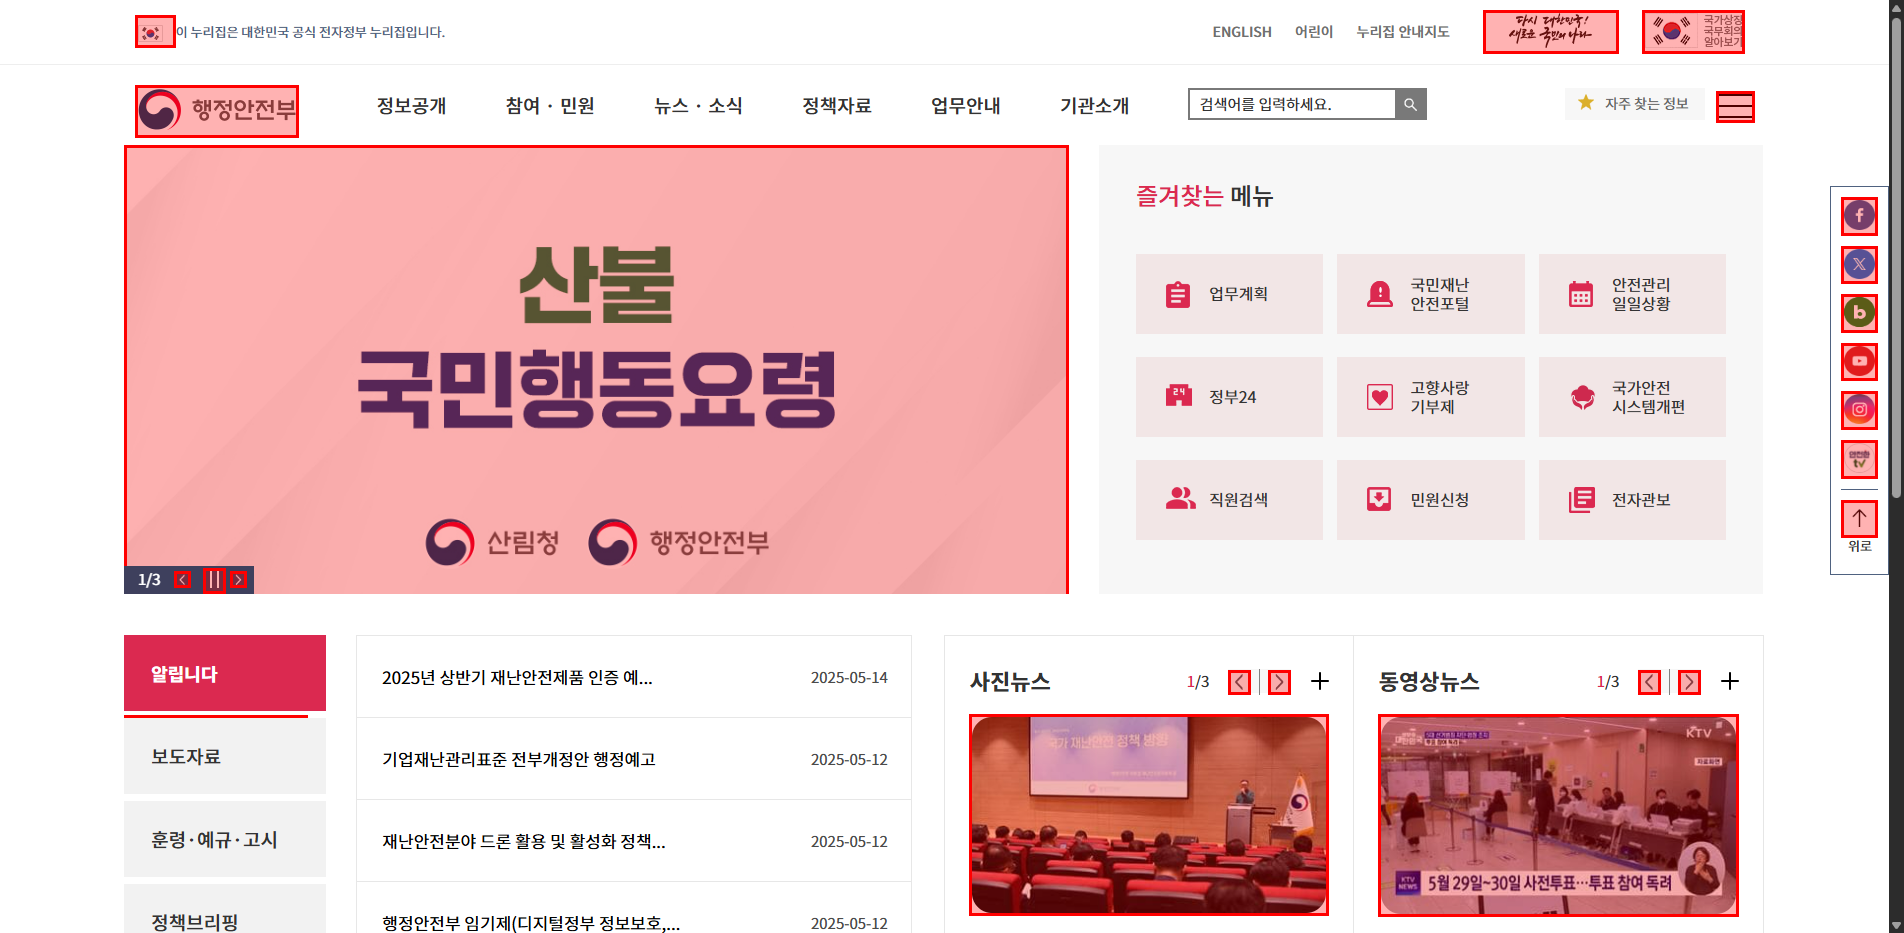 이 누리집은 대한민국 공식 전자정부 누리집입니다.
ENGLISH 어린이 누리집 안내지도
다시 대한민국!
새로운 국민의 나라
국가상징
국무회의
알아보기
행정안전부
정보공개 참여 · 민원 뉴스 · 소식 정책자료 업무안내 기관소개
검색어를 입력하세요.
자주 찾는 정보
산불
국민행동요령
산림청 행정안전부
1/3
즐겨찾는 메뉴
업무계획
국민재난
안전포털
안전관리
일일상황
24
정부24
고향사랑
기부제
국가안전
시스템개편
직원검색
민원신청
전자관보
안전한
tv
위로
알립니다
보도자료
훈령·예규·고시
정책브리핑
2025년 상반기 재난안전제품 인증 예... 2025-05-14
기업재난관리표준 전부개정안 행정예고 2025-05-12
재난안전분야 드론 활용 및 활성화 정책... 2025-05-12
행정안전부 임기제(디지털정부 정보보호,... 2025-05-12
사진뉴스 1/3
국가 재난안전 정책 방향
동영상뉴스 1/3
KTV
자료화면
KTV
NEWS
5월 29일~30일 사전투표···투표 참여 독려